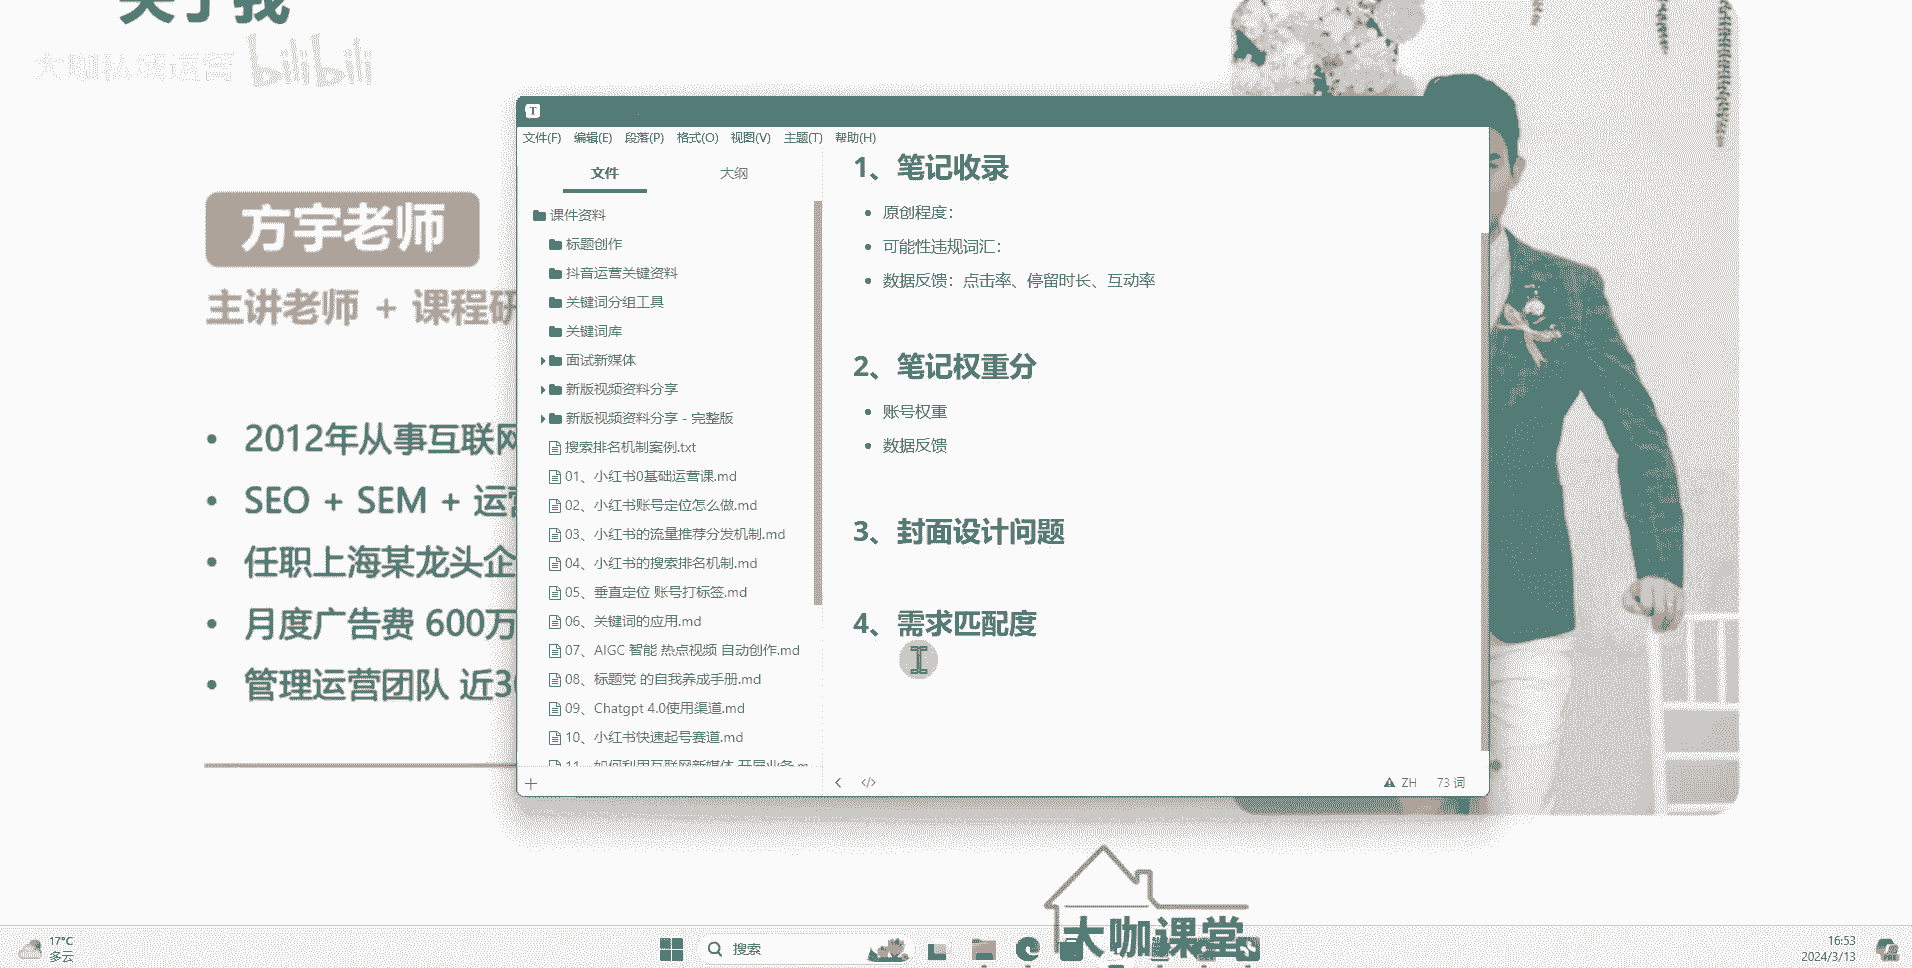 关于我
大咖私域运营 bilibili
方宇老师
主讲老师 + 课程研
2012年从事互联网
SEO + SEM + 运营
任职上海某龙头企
月度广告费 600万
管理运营团队 近30
T
文件(F) 编辑(E) 段落(P) 格式(O) 视图(V) 主题(T) 帮助(H)
文件 大纲
课件资料
标题创作
抖音运营关键资料
关键词分组工具
关键词库
面试新媒体
新版视频资料分享
新版视频资料分享 - 完整版
搜索排名机制案例.txt
01、小红书0基础运营课.md
02、小红书账号定位怎么做.md
03、小红书的流量推荐分发机制.md
04、小红书的搜索排名机制.md
05、垂直定位 账号打标签.md
06、关键词的应用.md
07、AIGC 智能 热点视频 自动创作.md
08、标题党 的自我养成手册.md
09、Chatgpt 4.0使用渠道.md
10、小红书快速起号赛道.md
11、如何利用互联网新媒体 开展业务.m
1、笔记收录
原创程度：
可能性违规词汇：
数据反馈：点击率、停留时长、互动率
2、笔记权重分
账号权重
数据反馈
3、封面设计问题
4、需求匹配度
</> ZH 73 词
大咖课堂
17°C
多云
搜索
16:53
2024/3/13